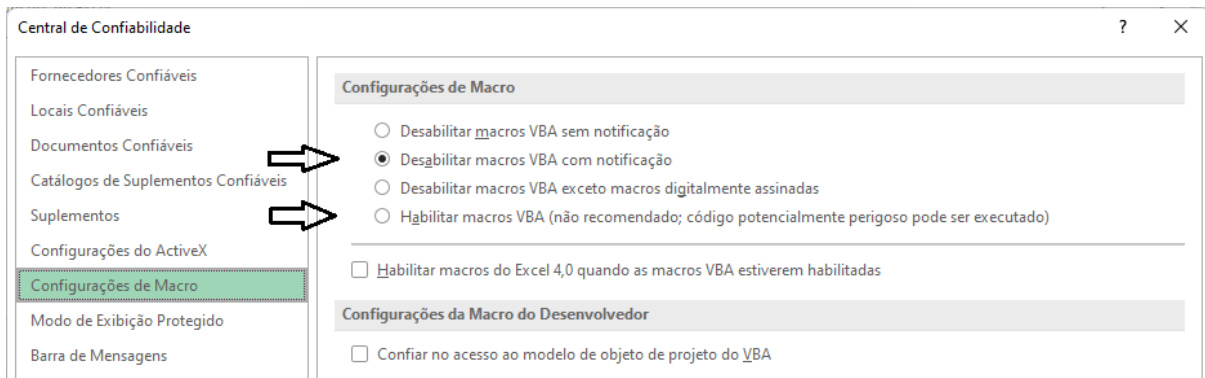 Central de Confiabilidade
?
Fornecedores Confiáveis
Locais Confiáveis
Documentos Confiáveis
Catálogos de Suplementos Confiáveis
Suplementos
Configurações do ActiveX
Configurações de Macro
Modo de Exibição Protegido
Barra de Mensagens
Configurações de Macro
Desabilitar macros VBA sem notificação
Desabilitar macros VBA com notificação
Desabilitar macros VBA exceto macros digitalmente assinadas
Habilitar macros VBA (não recomendado; código potencialmente perigoso pode ser executado)
Habilitar macros do Excel 4,0 quando as macros VBA estiverem habilitadas
Configurações da Macro do Desenvolvedor
Confiar no acesso ao modelo de objeto de projeto do VBA